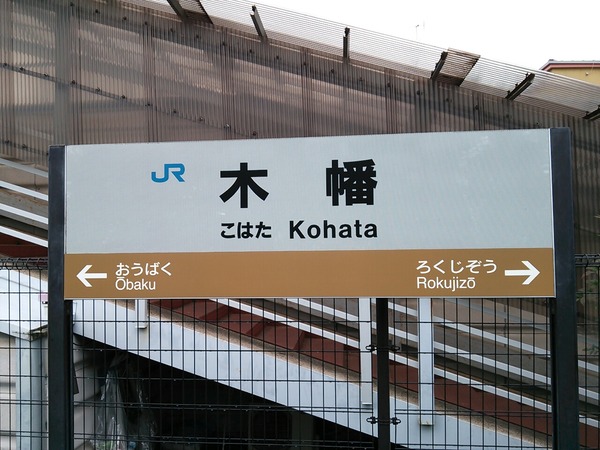 JR 木幡
こはた Kohata
← おうばく ろくじぞう →
Ōbaku Rokujizō